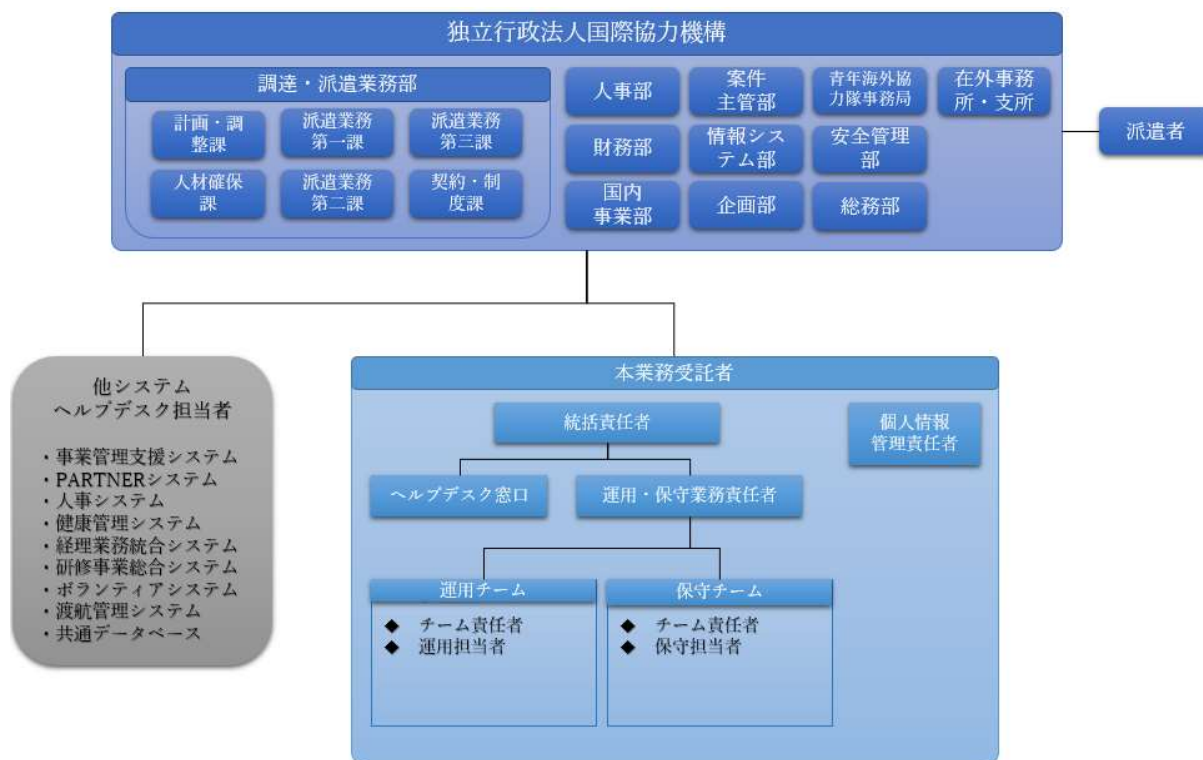 独立行政法人国際協力機構
調達・派遣業務部
計画・調
整課
派遣業務
第一課
派遣業務
第三課
人材確保
課
派遣業務
第二課
契約・制
度課
人事部
案件
主管部
青年海外協
力隊事務局
在外事務
所・支所
財務部
情報シス
テム部
安全管理
部
国内
事業部
企画部
総務部
派遣者
他システム
ヘルプデスク担当者
・事業管理支援システム
・PARTNERシステム
・人事システム
・健康管理システム
・経理業務統合システム
・研修事業総合システム
・ボランティアシステム
・渡航管理システム
・共通データベース
本業務受託者
統括責任者
個人情報
管理責任者
ヘルプデスク窓口
運用・保守業務責任者
運用チーム
◆ チーム責任者
◆ 運用担当者
保守チーム
◆ チーム責任者
◆ 保守担当者